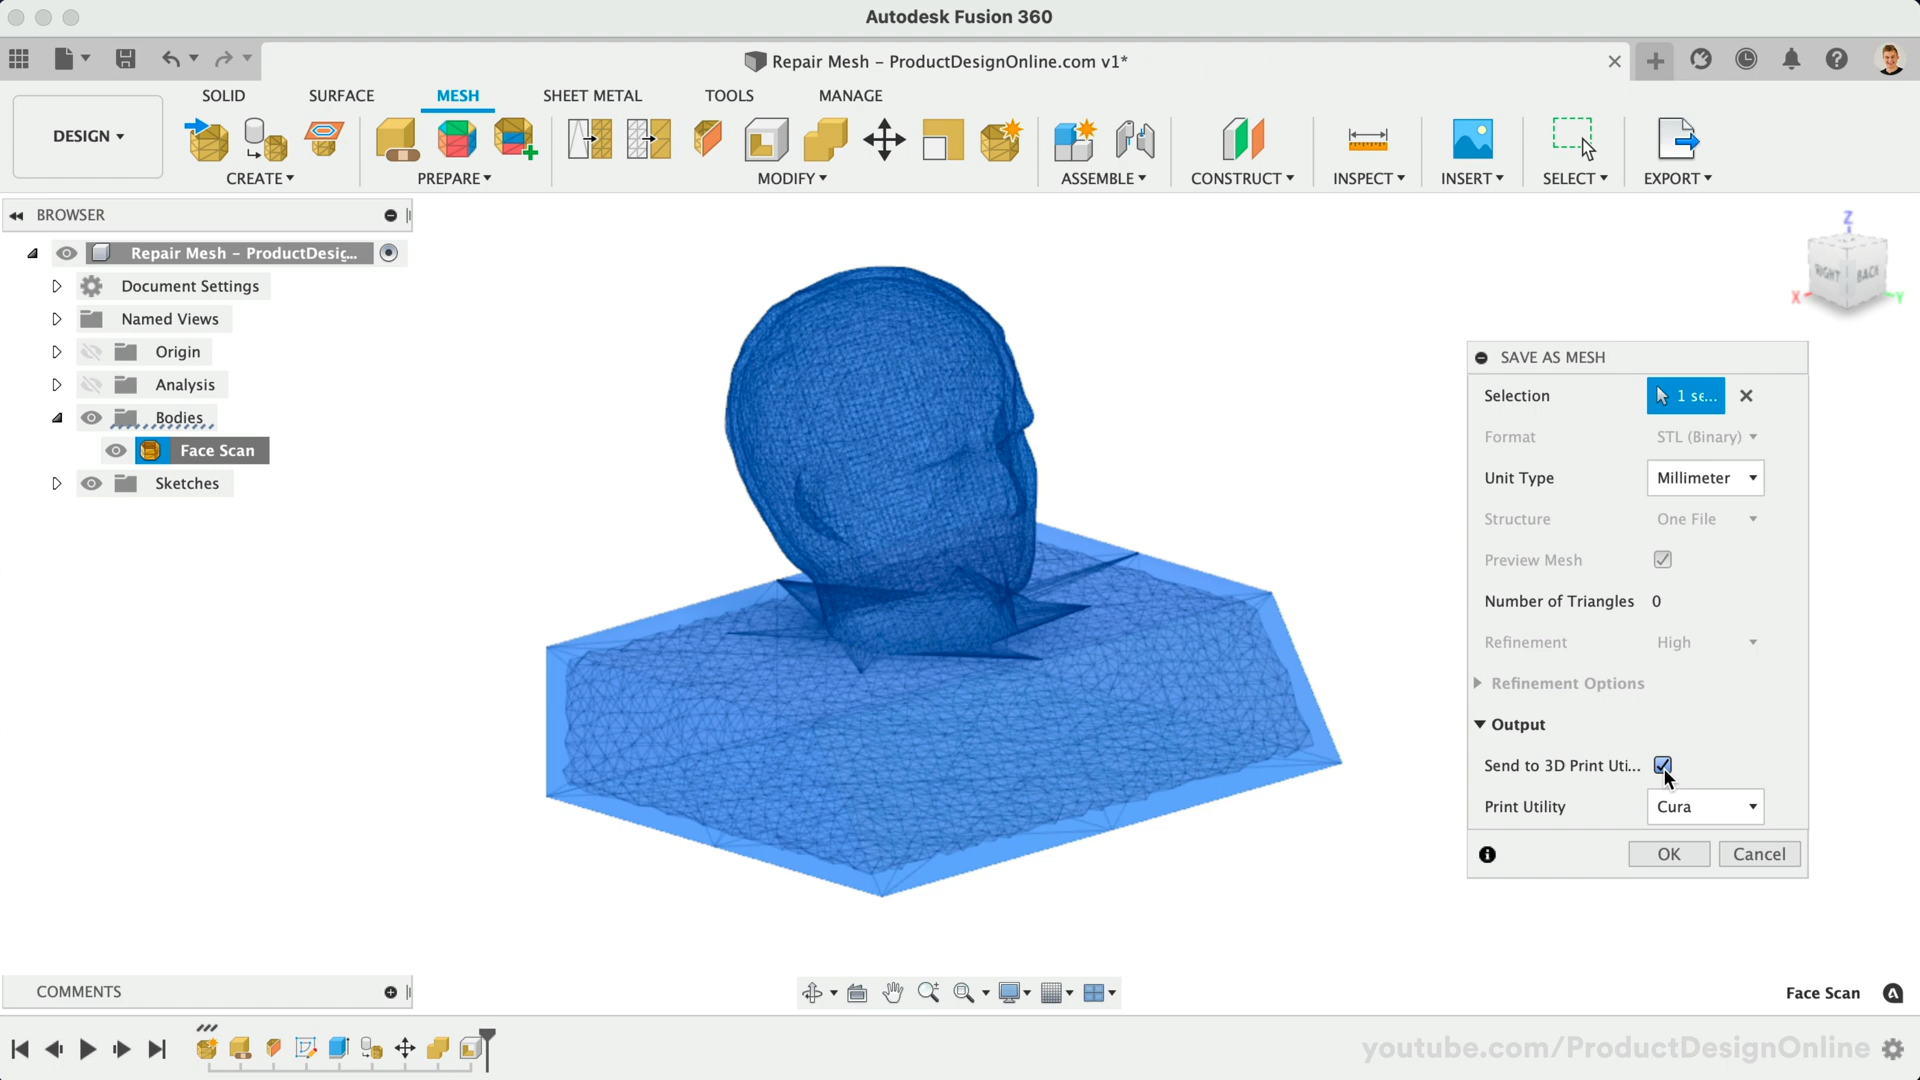 Autodesk Fusion 360
Repair Mesh – ProductDesignOnline.com v1*
SOLID SURFACE MESH SHEET METAL TOOLS MANAGE
DESIGN
CREATE PREPARE MODIFY ASSEMBLE CONSTRUCT INSPECT INSERT SELECT EXPORT
BROWSER
Repair Mesh – ProductDesig...
Document Settings
Named Views
Origin
Analysis
Bodies
Face Scan
Sketches
Z
RIGHT BACK
X Y
SAVE AS MESH
Selection 1 se...
Format STL (Binary)
Unit Type Millimeter
Structure One File
Preview Mesh
Number of Triangles 0
Refinement High
Refinement Options
Output
Send to 3D Print Uti...
Print Utility Cura
OK Cancel
COMMENTS
Face Scan
youtube.com/ProductDesignOnline